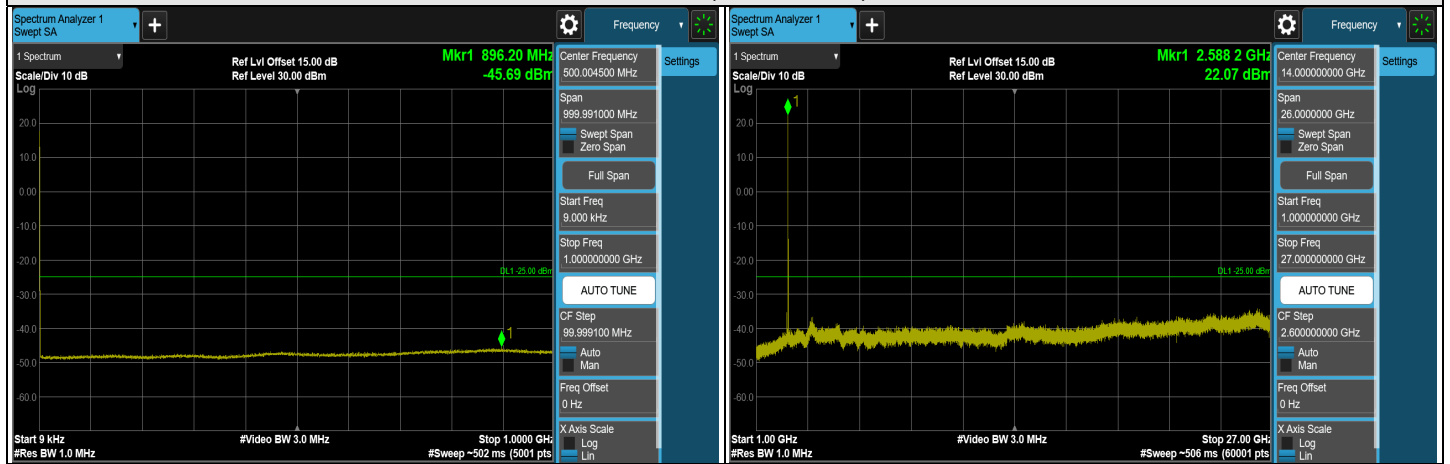 Spectrum Analyzer 1
Swept SA
+
Frequency
1 Spectrum
Scale/Div 10 dB
Log
Ref Lvl Offset 15.00 dB
Ref Level 30.00 dBm
Mkr1 896.20 MHz
-45.69 dBm
1
20.0
10.0
0.00
-10.0
-20.0
-30.0
-40.0
-50.0
-60.0
DL1 -25.00 dBm
Start 9 kHz
#Res BW 1.0 MHz
#Video BW 3.0 MHz
Stop 1.0000 GHz
#Sweep ~502 ms (5001 pts
Center Frequency
500.004500 MHz
Settings
Span
999.991000 MHz
Swept Span
Zero Span
Full Span
Start Freq
9.000 kHz
Stop Freq
1.000000000 GHz
AUTO TUNE
CF Step
99.999100 MHz
Auto
Man
Freq Offset
0 Hz
X Axis Scale
Log
Lin
Spectrum Analyzer 1
Swept SA
+
Frequency
1 Spectrum
Scale/Div 10 dB
Log
Ref Lvl Offset 15.00 dB
Ref Level 30.00 dBm
Mkr1 2.588 2 GHz
22.07 dBm
1
20.0
10.0
0.00
-10.0
-20.0
-30.0
-40.0
-50.0
-60.0
DL1 -25.00 dBm
Start 1.00 GHz
#Res BW 1.0 MHz
#Video BW 3.0 MHz
Stop 27.00 GHz
#Sweep ~506 ms (60001 pts
Center Frequency
14.000000000 GHz
Settings
Span
26.0000000 GHz
Swept Span
Zero Span
Full Span
Start Freq
1.000000000 GHz
Stop Freq
27.000000000 GHz
AUTO TUNE
CF Step
2.600000000 GHz
Auto
Man
Freq Offset
0 Hz
X Axis Scale
Log
Lin